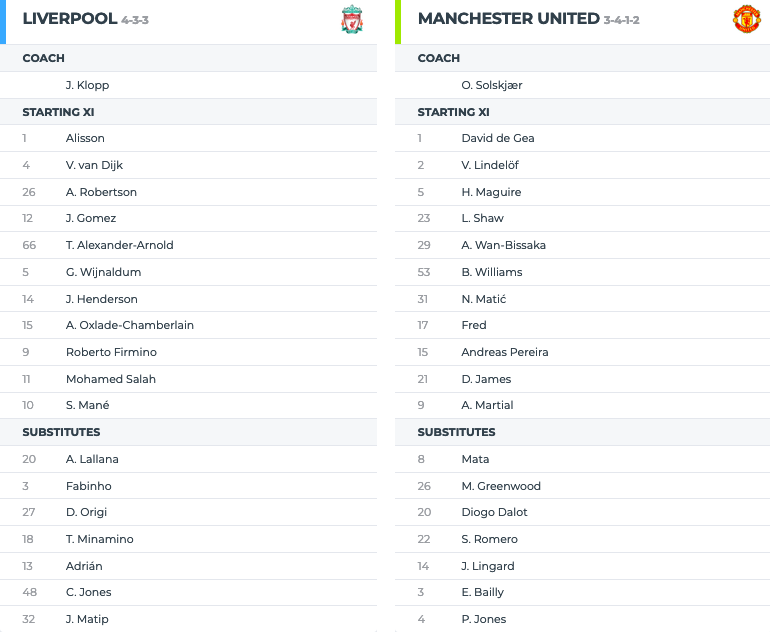 LIVERPOOL 4-3-3
COACH
J. Klopp
STARTING XI
1 Alisson
4 V. van Dijk
26 A. Robertson
12 J. Gomez
66 T. Alexander-Arnold
5 G. Wijnaldum
14 J. Henderson
15 A. Oxlade-Chamberlain
9 Roberto Firmino
11 Mohamed Salah
10 S. Mané
SUBSTITUTES
20 A. Lallana
3 Fabinho
27 D. Origi
18 T. Minamino
13 Adrián
48 C. Jones
32 J. Matip
MANCHESTER UNITED 3-4-1-2
COACH
O. Solskjær
STARTING XI
1 David de Gea
2 V. Lindelöf
5 H. Maguire
23 L. Shaw
29 A. Wan-Bissaka
53 B. Williams
31 N. Matić
17 Fred
15 Andreas Pereira
21 D. James
9 A. Martial
SUBSTITUTES
8 Mata
26 M. Greenwood
20 Diogo Dalot
22 S. Romero
14 J. Lingard
3 E. Bailly
4 P. Jones